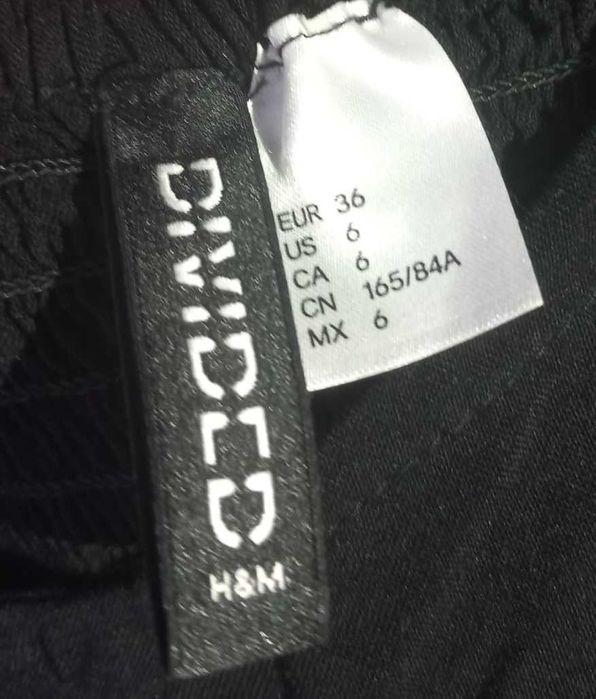 DIVIDED
H&M
EUR 36
US 6
CA 6
CN 165/84A
MX 6